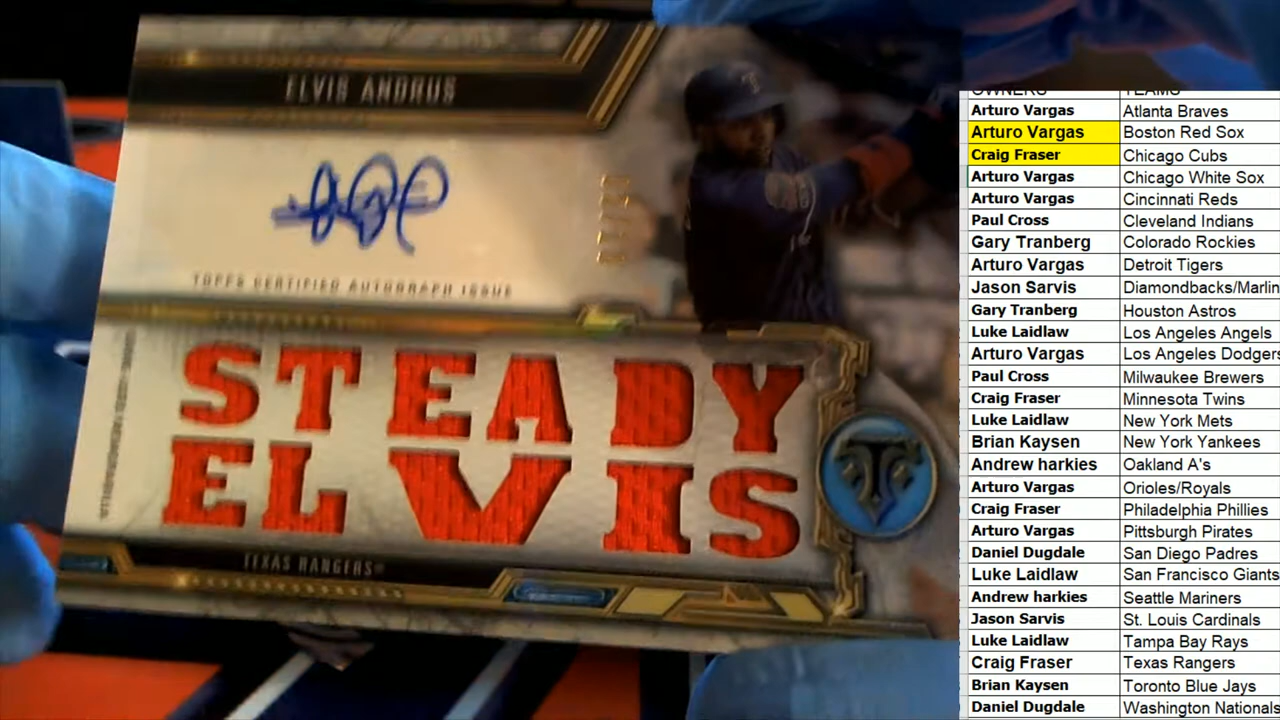 ELVIS ANDRUS
TOPPS CERTIFIED AUTOGRAPH ISSUE
STEADY
ELVIS
TEXAS RANGERS
OWNERS TEAMS
Arturo Vargas Atlanta Braves
Arturo Vargas Boston Red Sox
Craig Fraser Chicago Cubs
Arturo Vargas Chicago White Sox
Arturo Vargas Cincinnati Reds
Paul Cross Cleveland Indians
Gary Tranberg Colorado Rockies
Arturo Vargas Detroit Tigers
Jason Sarvis Diamondbacks/Marlin
Gary Tranberg Houston Astros
Luke Laidlaw Los Angeles Angels
Arturo Vargas Los Angeles Dodgers
Paul Cross Milwaukee Brewers
Craig Fraser Minnesota Twins
Luke Laidlaw New York Mets
Brian Kaysen New York Yankees
Andrew harkies Oakland A's
Arturo Vargas Orioles/Royals
Craig Fraser Philadelphia Phillies
Arturo Vargas Pittsburgh Pirates
Daniel Dugdale San Diego Padres
Luke Laidlaw San Francisco Giants
Andrew harkies Seattle Mariners
Jason Sarvis St. Louis Cardinals
Luke Laidlaw Tampa Bay Rays
Craig Fraser Texas Rangers
Brian Kaysen Toronto Blue Jays
Daniel Dugdale Washington Nationals